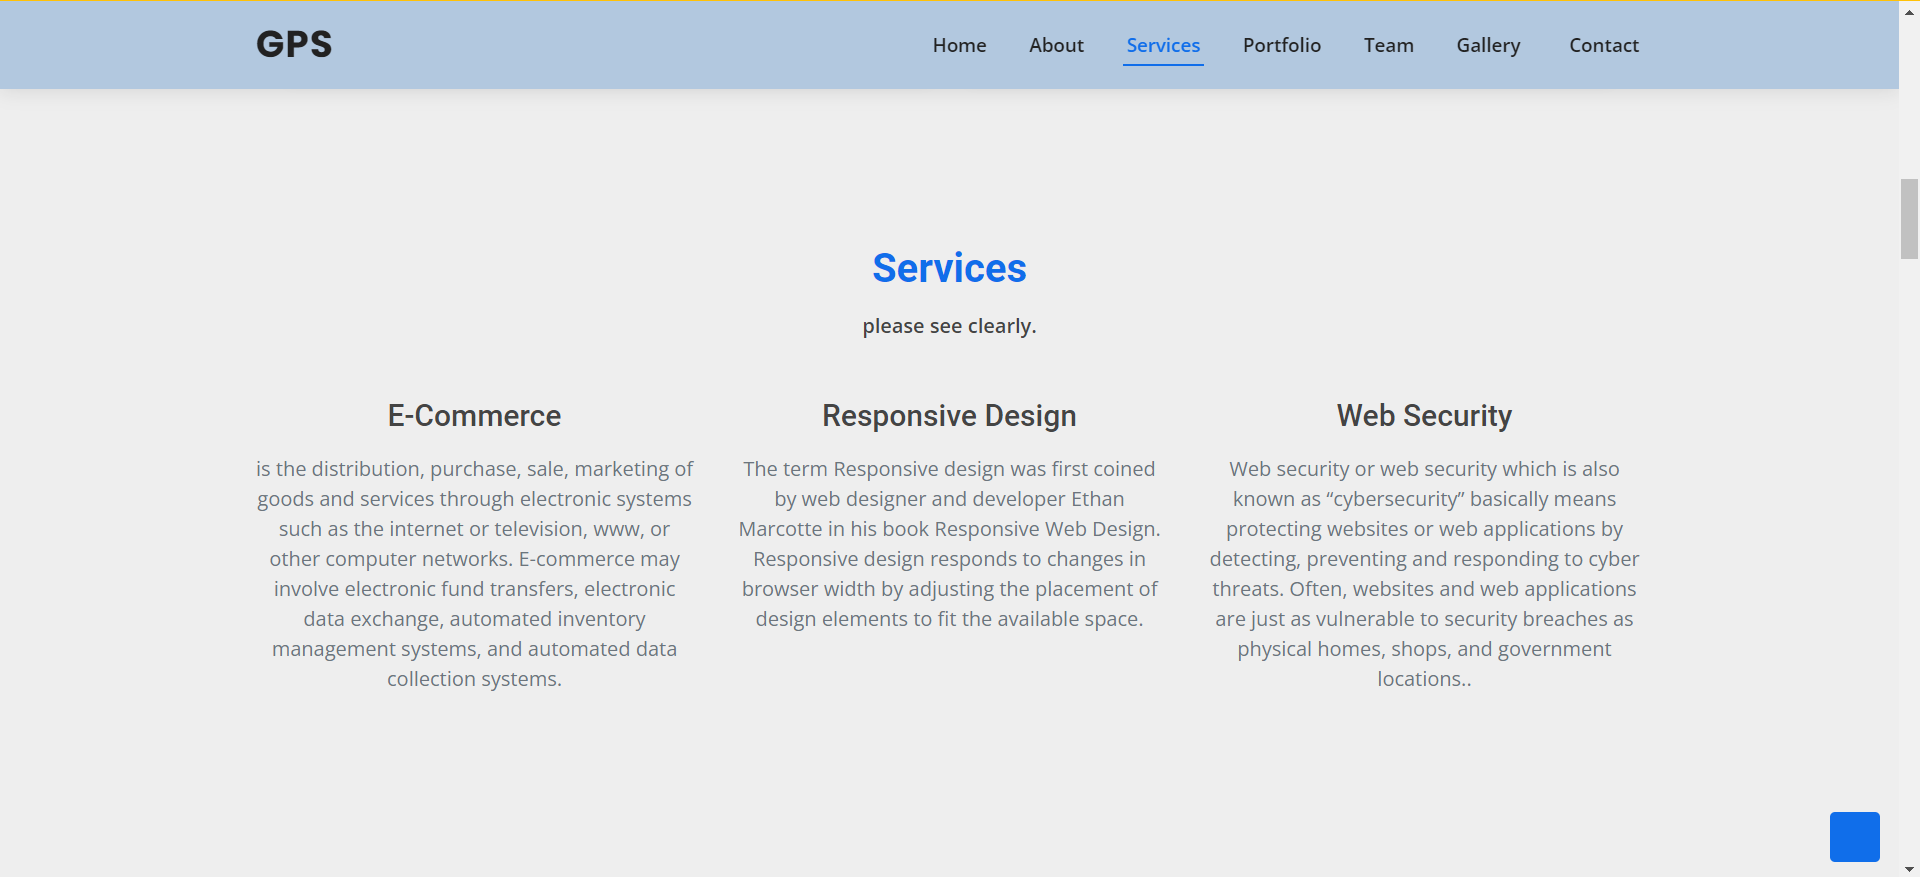 GPS
Home About Services Portfolio Team Gallery Contact
Services
please see clearly.
E-Commerce
is the distribution, purchase, sale, marketing of
goods and services through electronic systems
such as the internet or television, www, or
other computer networks. E-commerce may
involve electronic fund transfers, electronic
data exchange, automated inventory
management systems, and automated data
collection systems.
Responsive Design
The term Responsive design was first coined
by web designer and developer Ethan
Marcotte in his book Responsive Web Design.
Responsive design responds to changes in
browser width by adjusting the placement of
design elements to fit the available space.
Web Security
Web security or web security which is also
known as “cybersecurity” basically means
protecting websites or web applications by
detecting, preventing and responding to cyber
threats. Often, websites and web applications
are just as vulnerable to security breaches as
physical homes, shops, and government
locations..